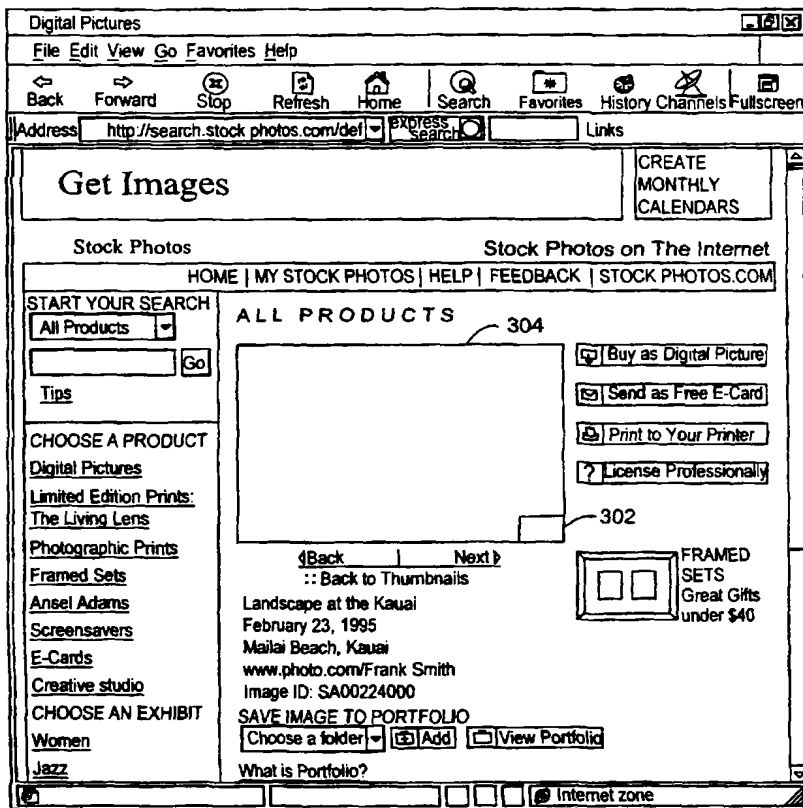 Digital Pictures
File Edit View Go Favorites Help
Back Forward Stop Refresh Home Search Favorites History Channels Fullscreen
Address http://search.stock photos.com/def express search Links
Get Images
CREATE
MONTHLY
CALENDARS
Stock Photos
Stock Photos on The Internet
HOME | MY STOCK PHOTOS | HELP | FEEDBACK | STOCK PHOTOS.COM
START YOUR SEARCH
All Products
Go
Tips
CHOOSE A PRODUCT
Digital Pictures
Limited Edition Prints:
The Living Lens
Photographic Prints
Framed Sets
Ansel Adams
Screensavers
E-Cards
Creative studio
CHOOSE AN EXHIBIT
Women
Jazz
ALL PRODUCTS
304
302
Back | Next
:: Back to Thumbnails
Landscape at the Kauai
February 23, 1995
Mailai Beach, Kauai
www.photo.com/Frank Smith
Image ID: SA00224000
SAVE IMAGE TO PORTFOLIO
Choose a folder Add View Portfolio
What is Portfolio?
Buy as Digital Picture
Send as Free E-Card
Print to Your Printer
? License Professionally
FRAMED
SETS
Great Gifts
under $40
Internet zone